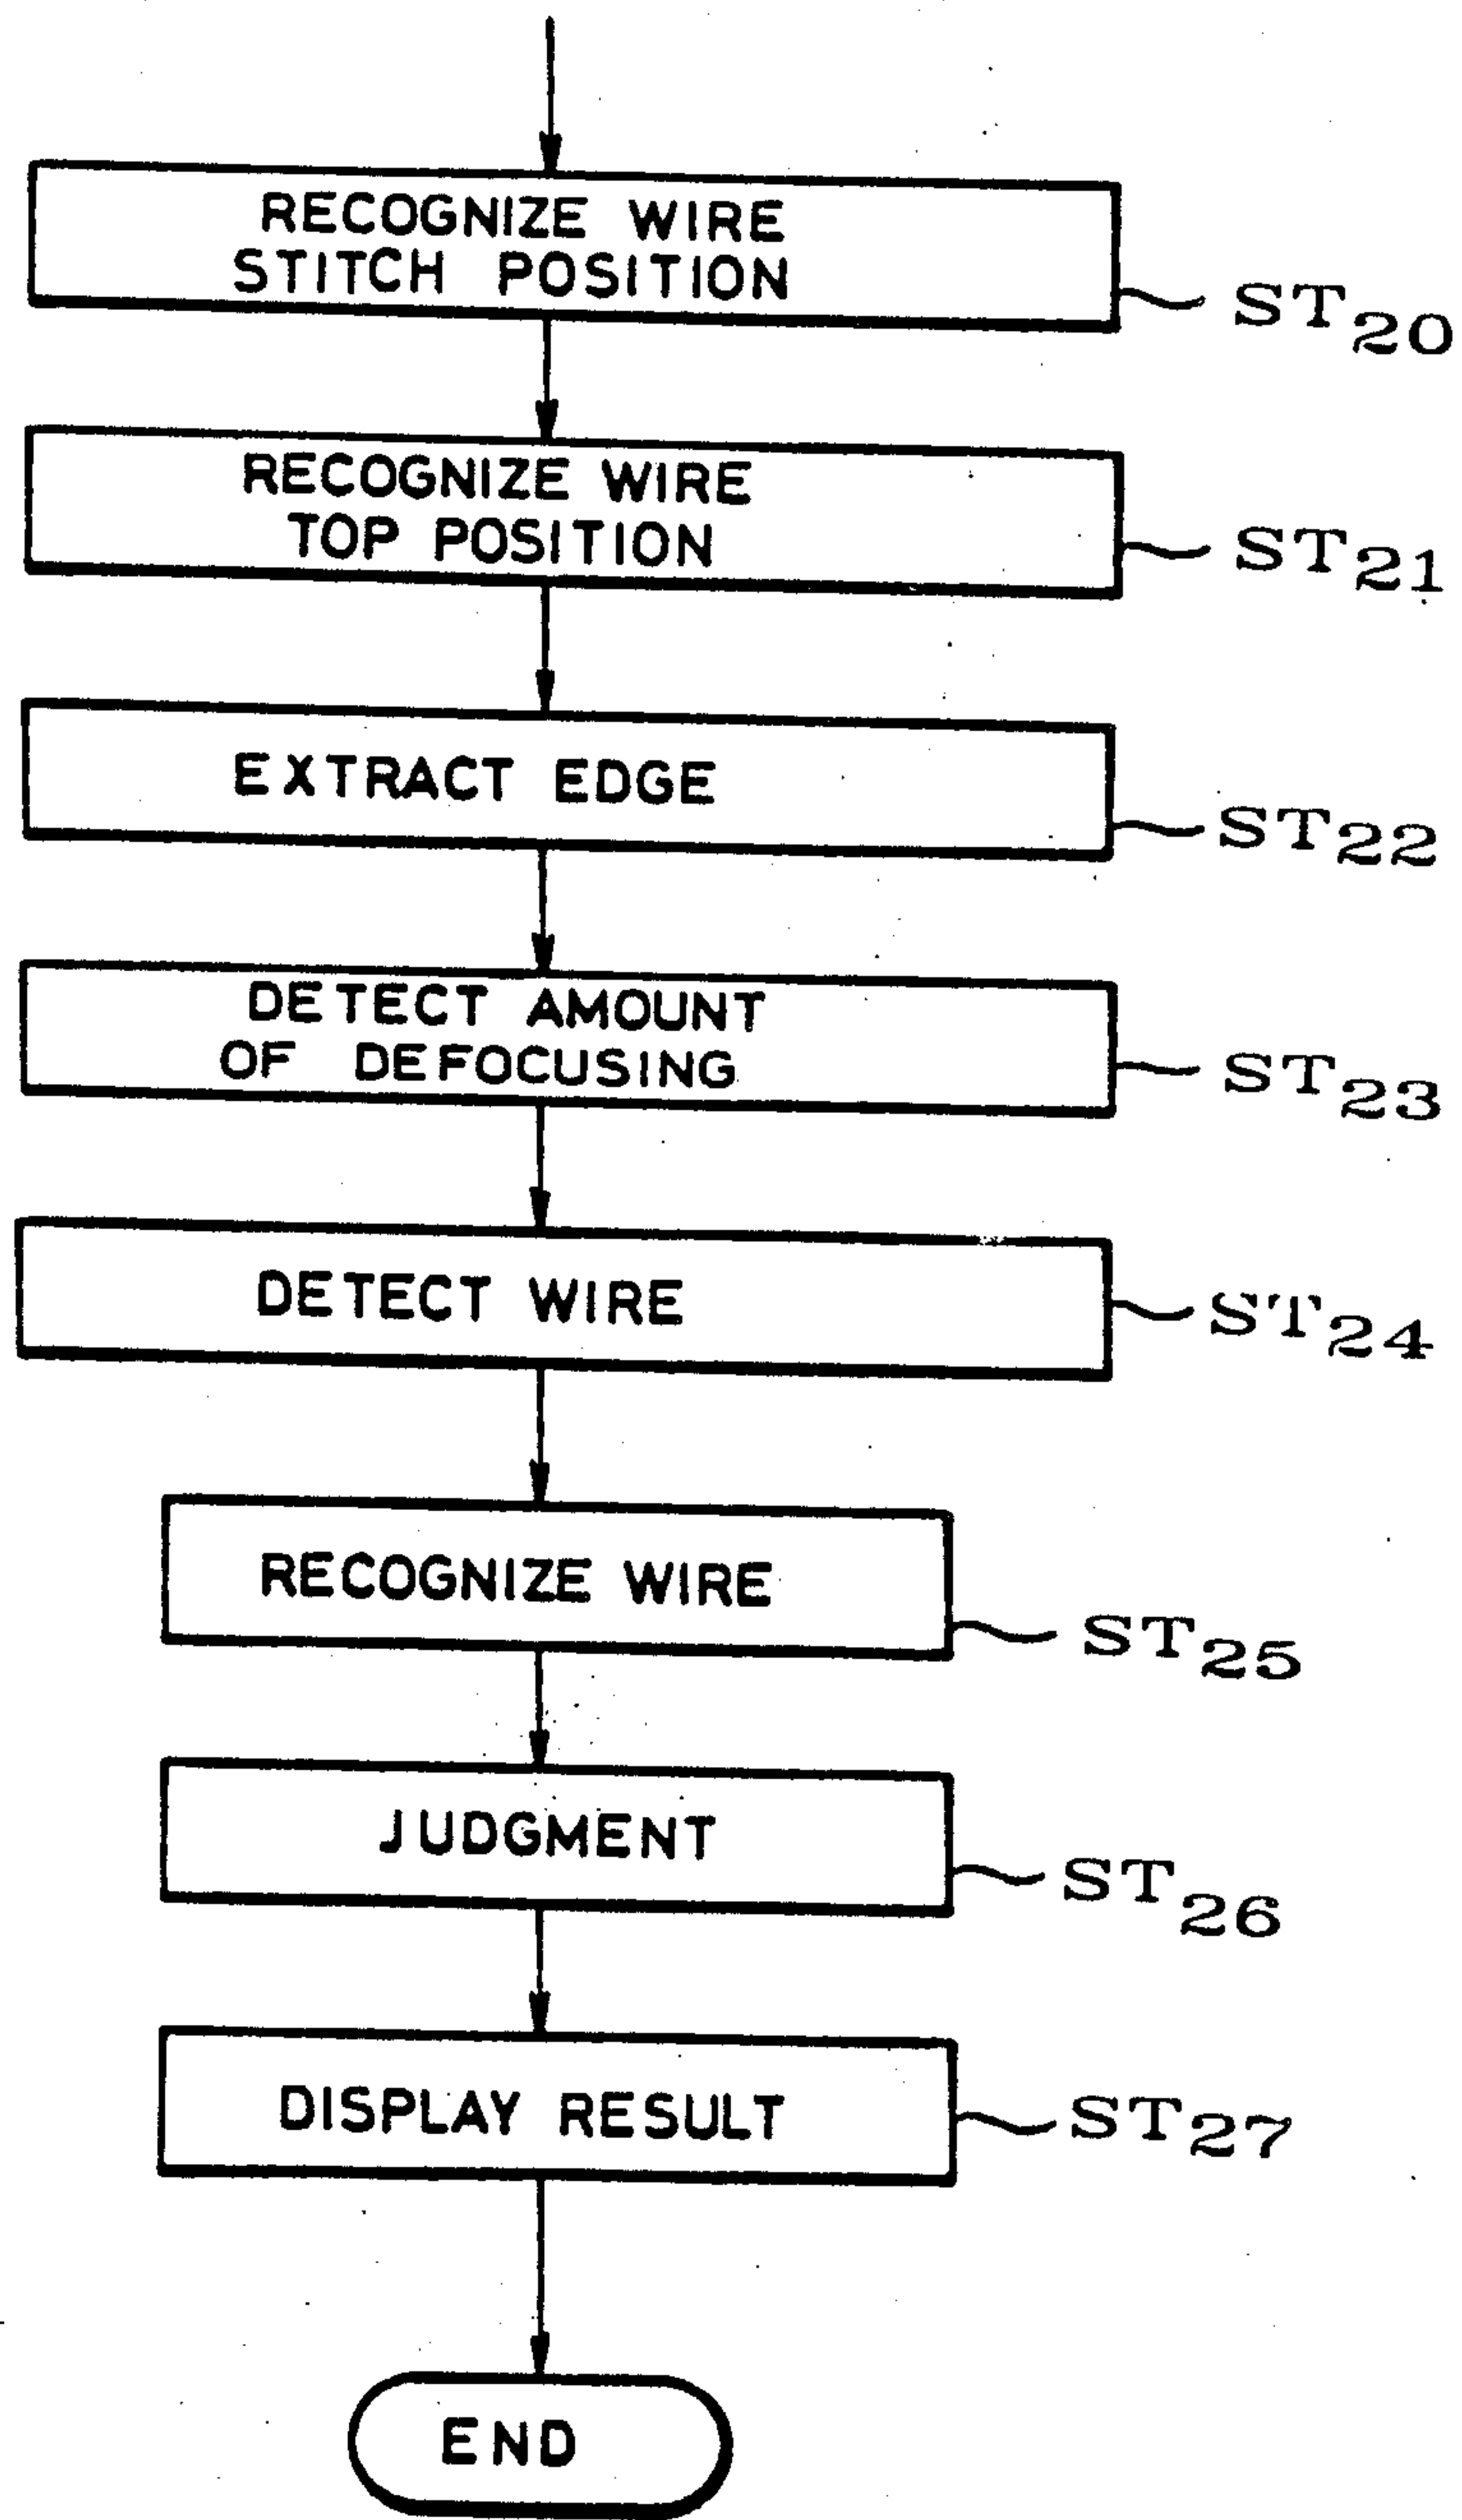 RECOGNIZE WIRE
STITCH POSITION
ST20
RECOGNIZE WIRE
TOP POSITION
ST21
EXTRACT EDGE
ST22
DETECT AMOUNT
OF DEFOCUSING
ST23
DETECT WIRE
ST24
RECOGNIZE WIRE
ST25
JUDGMENT
ST26
DISPLAY RESULT
ST27
END